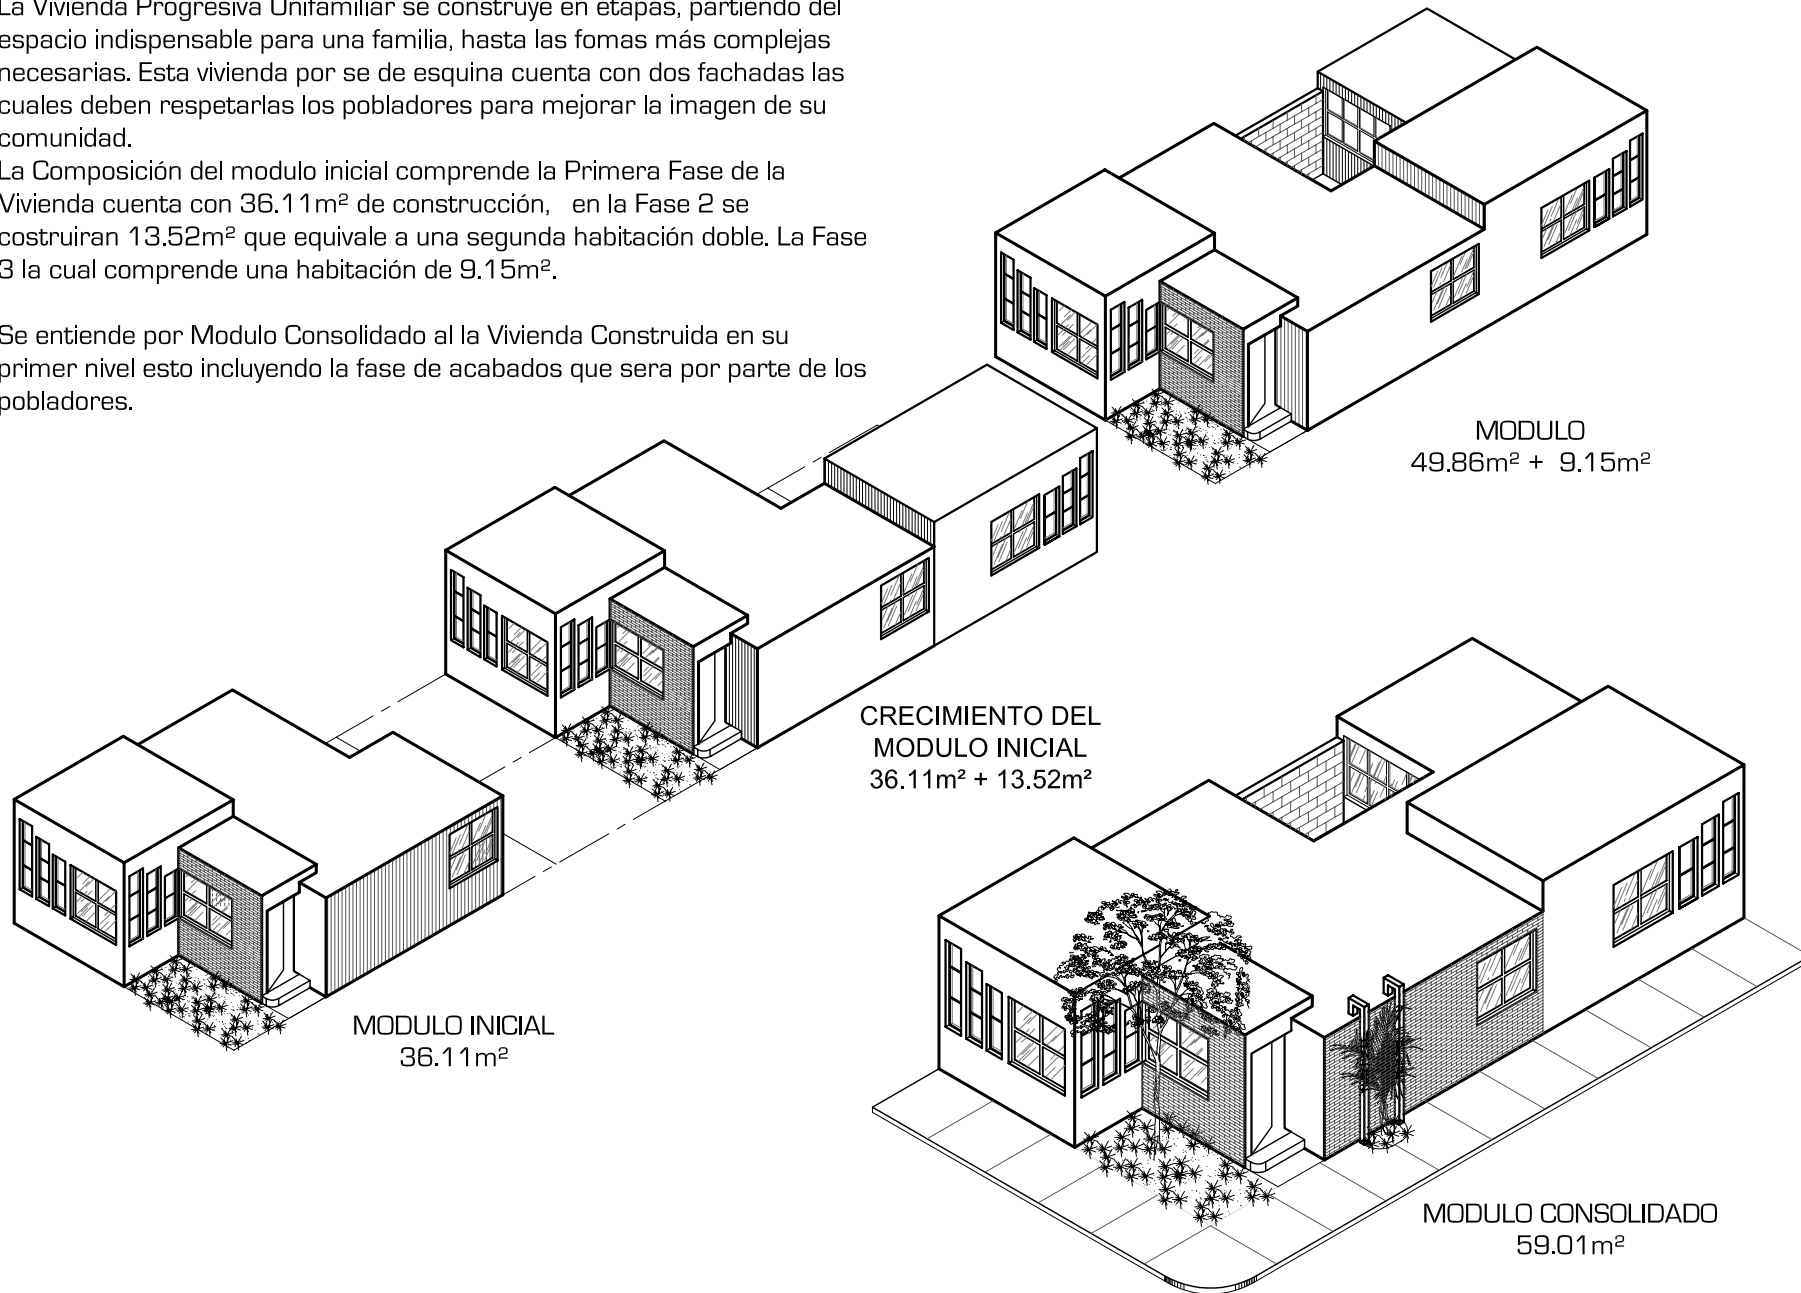 La Vivienda Progresiva Unifamiliar se construye en etapas, partiendo del
espacio indispensable para una familia, hasta las fomas más complejas
necesarias. Esta vivienda por se de esquina cuenta con dos fachadas las
cuales deben respetarlas los pobladores para mejorar la imagen de su
comunidad.
La Composición del modulo inicial comprende la Primera Fase de la
Vivienda cuenta con 36.11m² de construcción, en la Fase 2 se
costruiran 13.52m² que equivale a una segunda habitación doble. La Fase
3 la cual comprende una habitación de 9.15m².
Se entiende por Modulo Consolidado al la Vivienda Construida en su
primer nivel esto incluyendo la fase de acabados que sera por parte de los
pobladores.
MODULO
49.86m² + 9.15m²
CRECIMIENTO DEL
MODULO INICIAL
36.11m² + 13.52m²
MODULO INICIAL
36.11m²
MODULO CONSOLIDADO
59.01m²